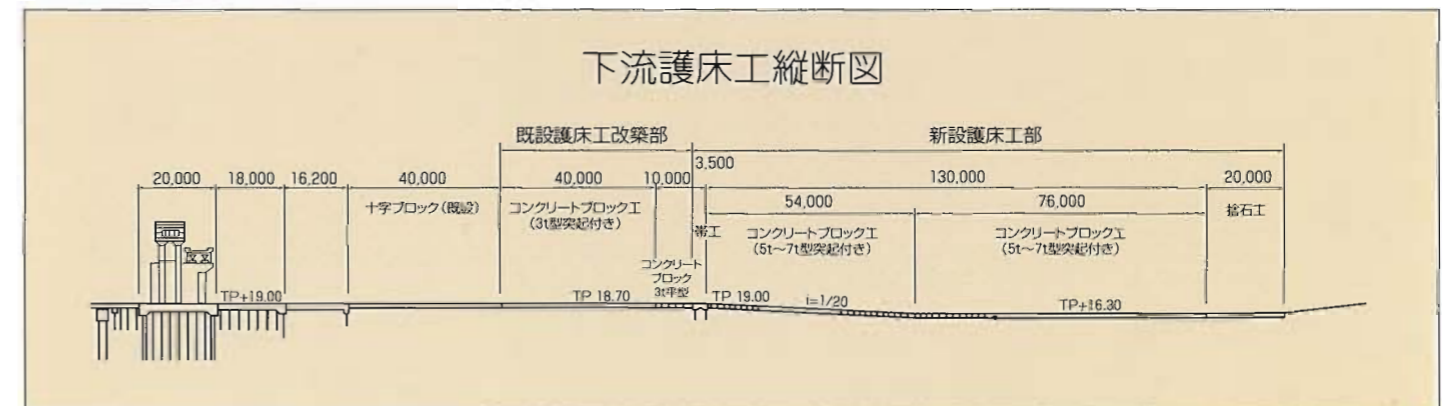 下流護床工縦断図
既設護床工改築部
新設護床工部
3,500
20,000 18,000 16,200 40,000 40,000 10,000 130,000 20,000
十字ブロック(既設)
コンクリートブロック工
(3t型突起付き)
54,000 76,000
捨石工
帯工
コンクリートブロック工
(5t〜7t型突起付き)
コンクリートブロック工
(5t〜7t型突起付き)
コンクリート
ブロック
3t平型
TP+19.00 TP 18.70 TP 19.00 i=1/20 TP+16.30